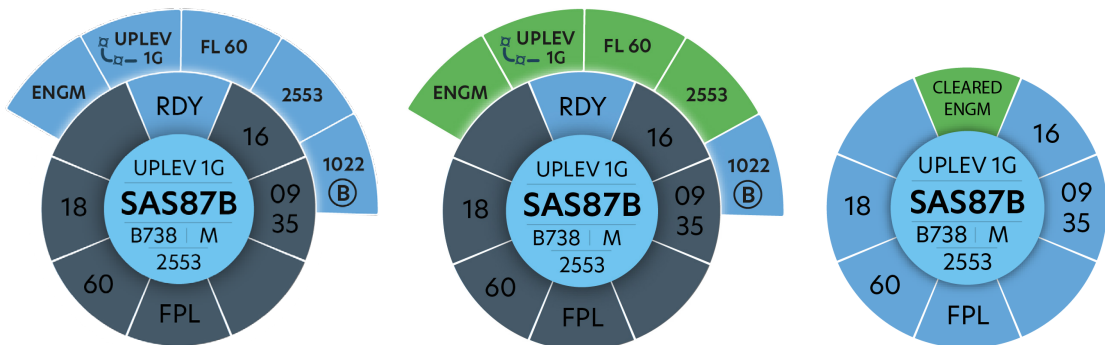 ENGM
UPLEV
1G
FL 60
2553
1022
B
RDY
16
18
09
35
60
FPL
UPLEV 1G
SAS87B
B738 | M
2553
ENGM
UPLEV
1G
FL 60
2553
1022
B
RDY
16
18
09
35
60
FPL
UPLEV 1G
SAS87B
B738 | M
2553
CLEARED
ENGM
16
18
09
35
60
FPL
UPLEV 1G
SAS87B
B738 | M
2553